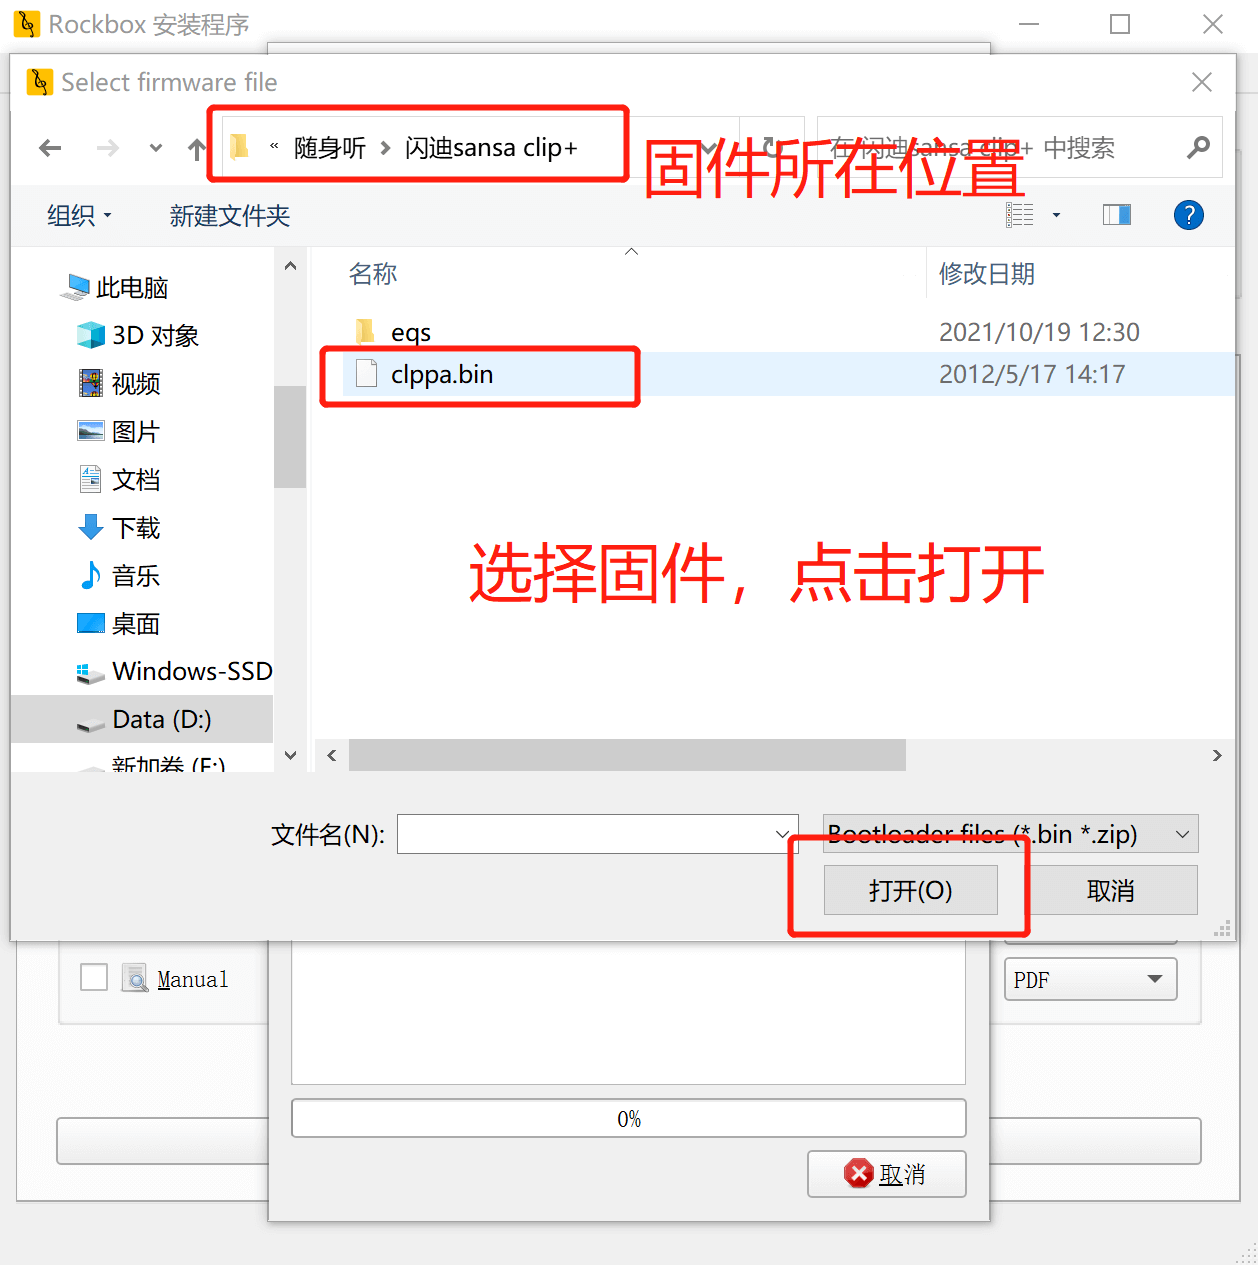 Rockbox 安装程序
Select firmware file
« 随身听 › 闪迪sansa clip+
在 闪迪sansa clip+ 中搜索
固件所在位置
组织
新建文件夹
名称
修改日期
此电脑
3D 对象
视频
图片
文档
下载
音乐
桌面
Windows-SSD
Data (D:)
新加卷 (F:)
eqs 2021/10/19 12:30
clppa.bin 2012/5/17 14:17
选择固件，点击打开
文件名(N):
Bootloader files (*.bin *.zip)
打开(O)
取消
Manual
PDF
0%
取消